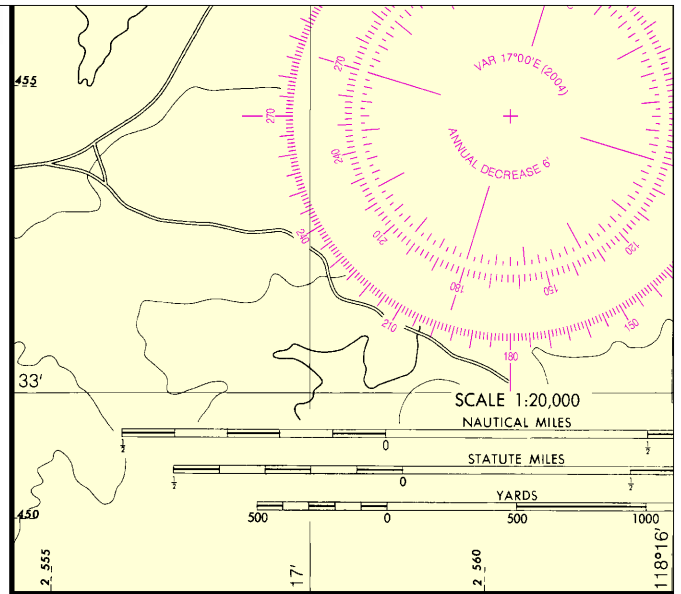 455
VAR 17°00'E (2004)
ANNUAL DECREASE 6'
270
270
240
240
210
210
180
180
150
150
120
33'
SCALE 1:20,000
NAUTICAL MILES
½ 0 ½
STATUTE MILES
½ 0 ½
YARDS
500 0 500 1000
450
2 555
17'
2 560
118°16'